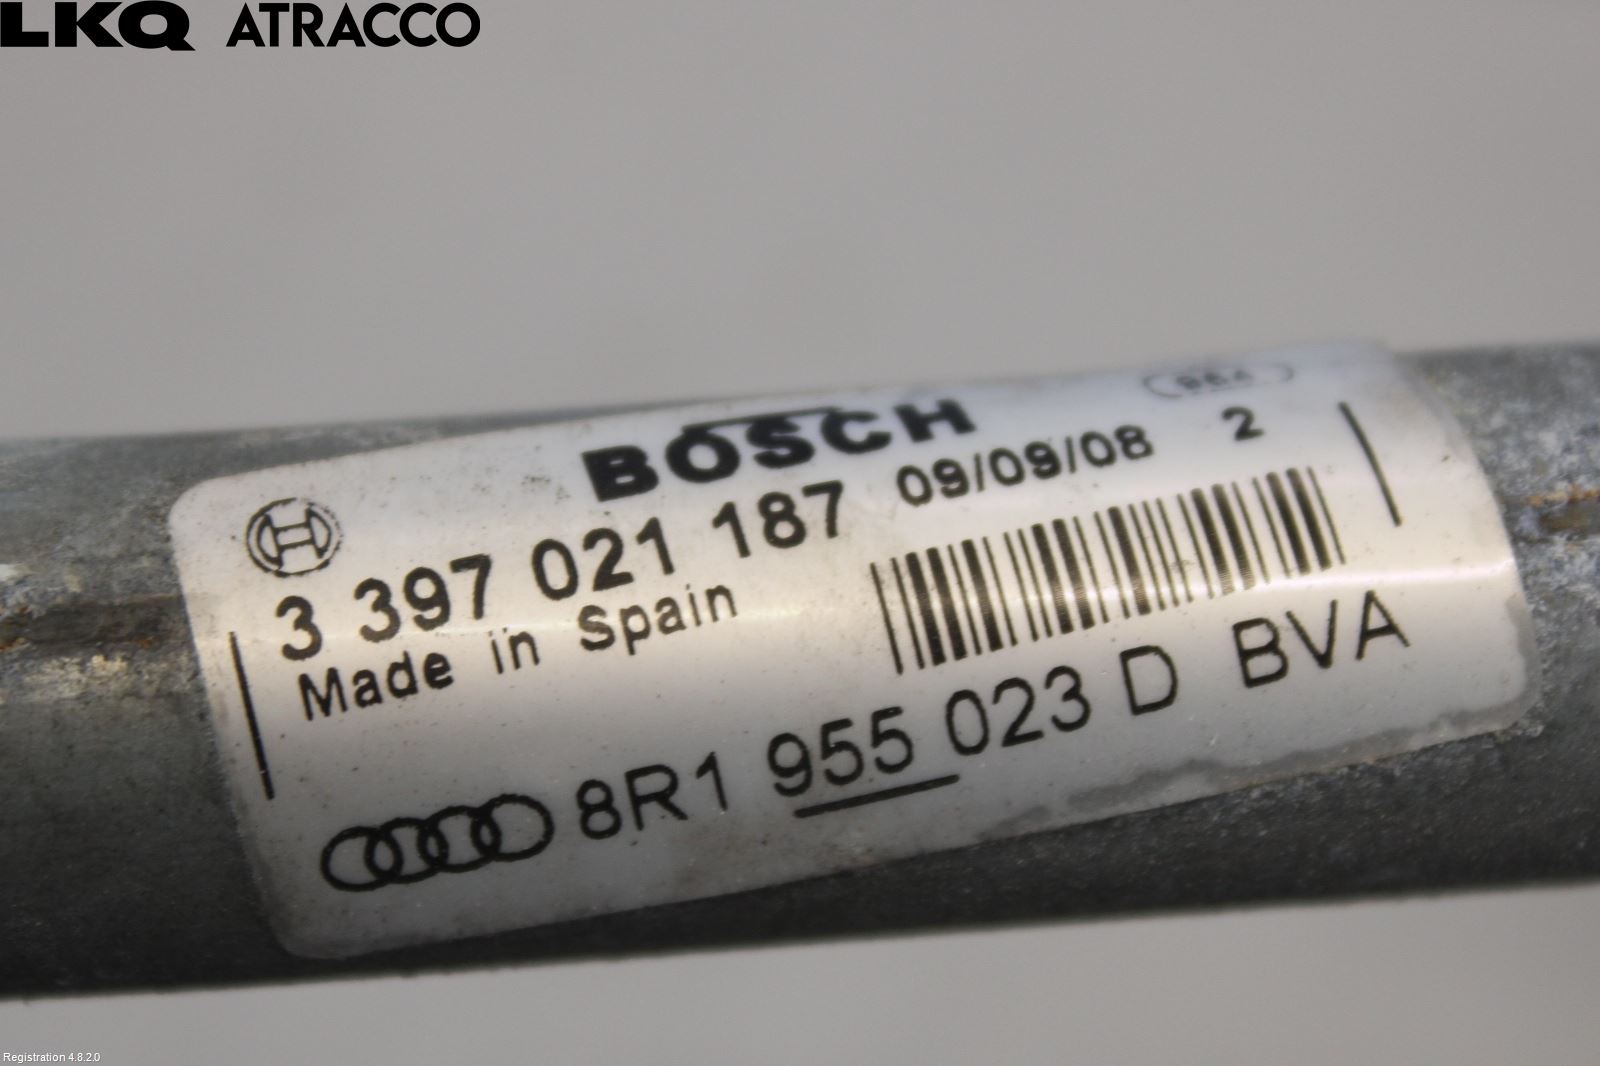 LKQ ATRACCO
BOSCH
3 397 021 187 09/09/08 2
Made in Spain
8R1 955 023 D BVA
Registration 4.8.2.0